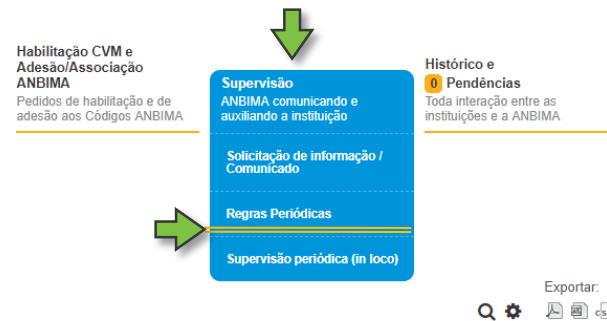 Habilitação CVM e
Adesão/Associação
ANBIMA
Pedidos de habilitação e de
adesão aos Códigos ANBIMA
Supervisão
ANBIMA comunicando e
auxiliando a instituição
Solicitação de informação /
Comunicado
Regras Periódicas
Supervisão periódica (in loco)
Histórico e
0 Pendências
Toda interação entre as
instituições e a ANBIMA
Exportar: